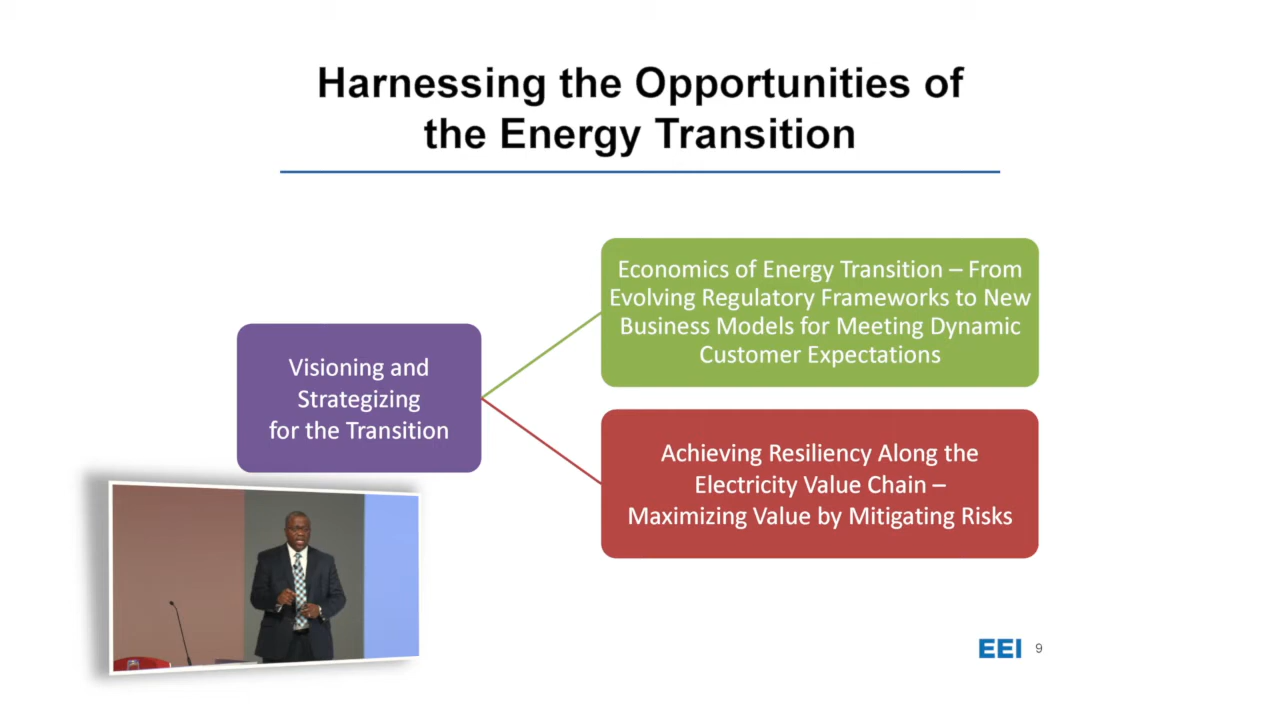 Harnessing the Opportunities of
the Energy Transition
Visioning and
Strategizing
for the Transition
Economics of Energy Transition – From
Evolving Regulatory Frameworks to New
Business Models for Meeting Dynamic
Customer Expectations
Achieving Resiliency Along the
Electricity Value Chain –
Maximizing Value by Mitigating Risks
EEI 9